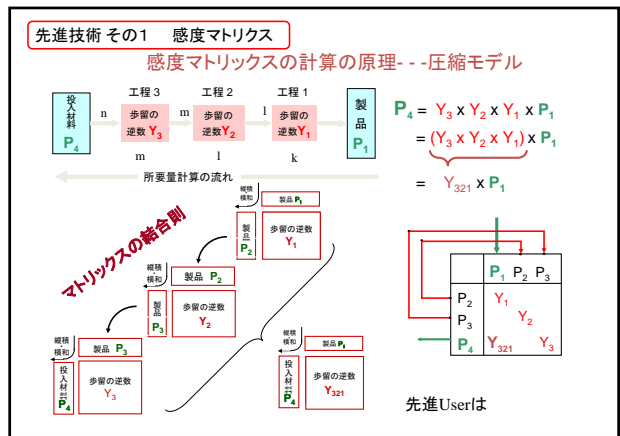 先進技術 その1 感度マトリクス
感度マトリックスの計算の原理- - -圧縮モデル
工程 3
工程 2
工程 1
投入材料
P4
n
歩留の
逆数 Y3
m
歩留の
逆数 Y2
l
歩留の
逆数 Y1
製品
P1
m
l
k
所要量計算の流れ
P4 = Y3 x Y2 x Y1 x P1
= (Y3 x Y2 x Y1) x P1
= Y321 x P1
マトリックスの結合則
縦積
横和
製品 P1
製品
P2
歩留の逆数
Y1
縦積
横和
製品 P2
製品
P3
歩留の逆数
Y2
縦積
横和
製品 P3
投入材料
P4
歩留の逆数
Y3
縦積
横和
製品 P1
投入材料
P4
歩留の逆数
Y321
P1 P2 P3
P2 Y1
P3 Y2
P4 Y321 Y3
先進Userは